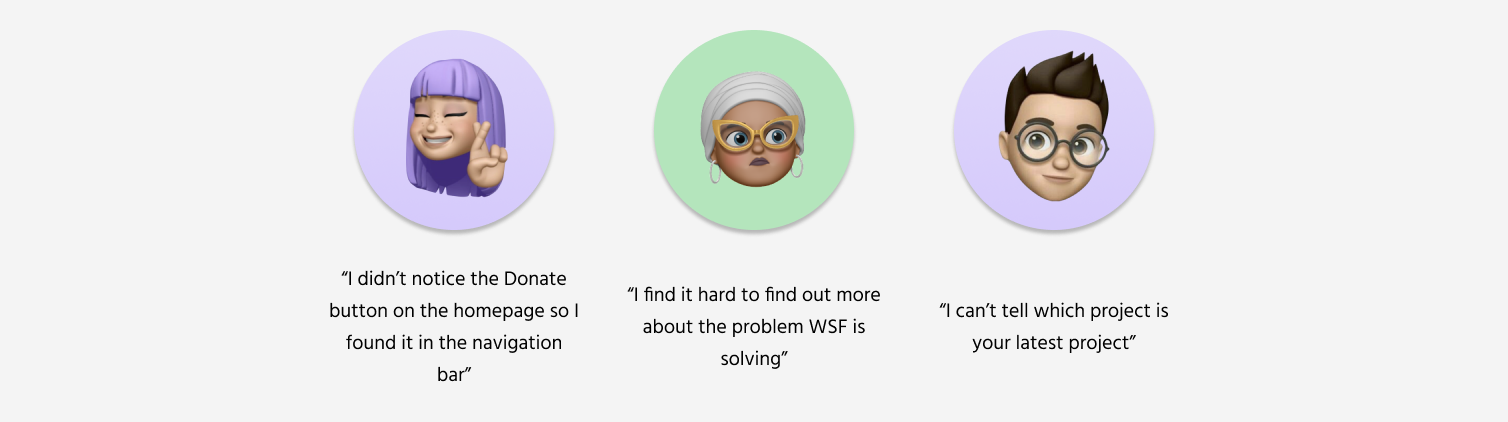 “I didn’t notice the Donate
button on the homepage so I
found it in the navigation
bar”
“I find it hard to find out more
about the problem WSF is
solving”
“I can’t tell which project is
your latest project”